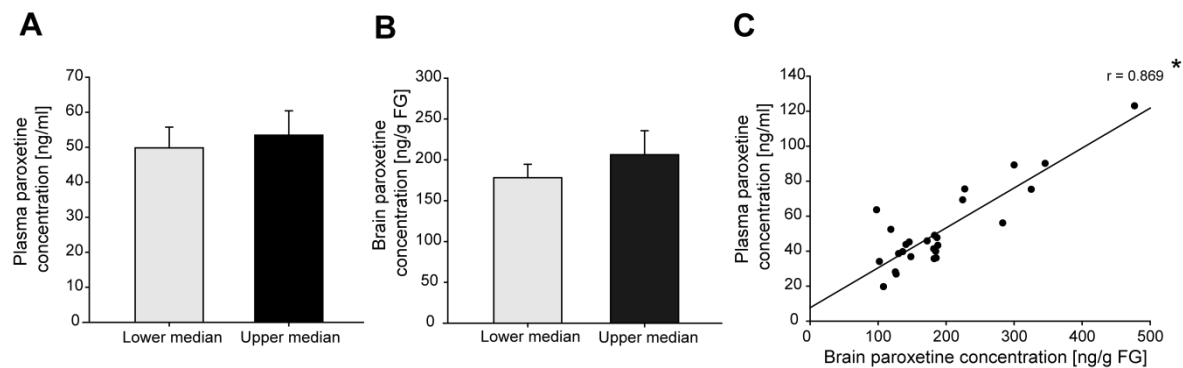 A
Plasma paroxetine
concentration [ng/ml]
70
60
50
40
30
20
10
0
Lower median Upper median
B
Brain paroxetine
concentration [ng/g FG]
300
250
200
150
100
50
0
Lower median Upper median
C
r = 0.869 *
Plasma paroxetine
concentration [ng/ml]
140
120
100
80
60
40
20
0
0 100 200 300 400 500
Brain paroxetine concentration [ng/g FG]